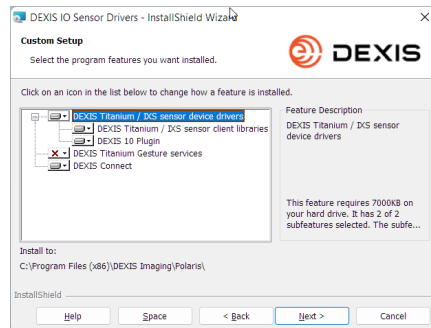 DEXIS IO Sensor Drivers - InstallShield Wizard
Custom Setup
Select the program features you want installed.
DEXIS
Click on an icon in the list below to change how a feature is installed.
DEXIS Titanium / IXS sensor device drivers
DEXIS Titanium / IXS sensor client libraries
DEXIS 10 Plugin
DEXIS Titanium Gesture services
DEXIS Connect
Feature Description
DEXIS Titanium / IXS sensor
device drivers
This feature requires 7000KB on
your hard drive. It has 2 of 2
subfeatures selected. The subfe...
Install to:
C:\Program Files (x86)\DEXIS Imaging\Polaris\
InstallShield
Help
Space
< Back
Next >
Cancel